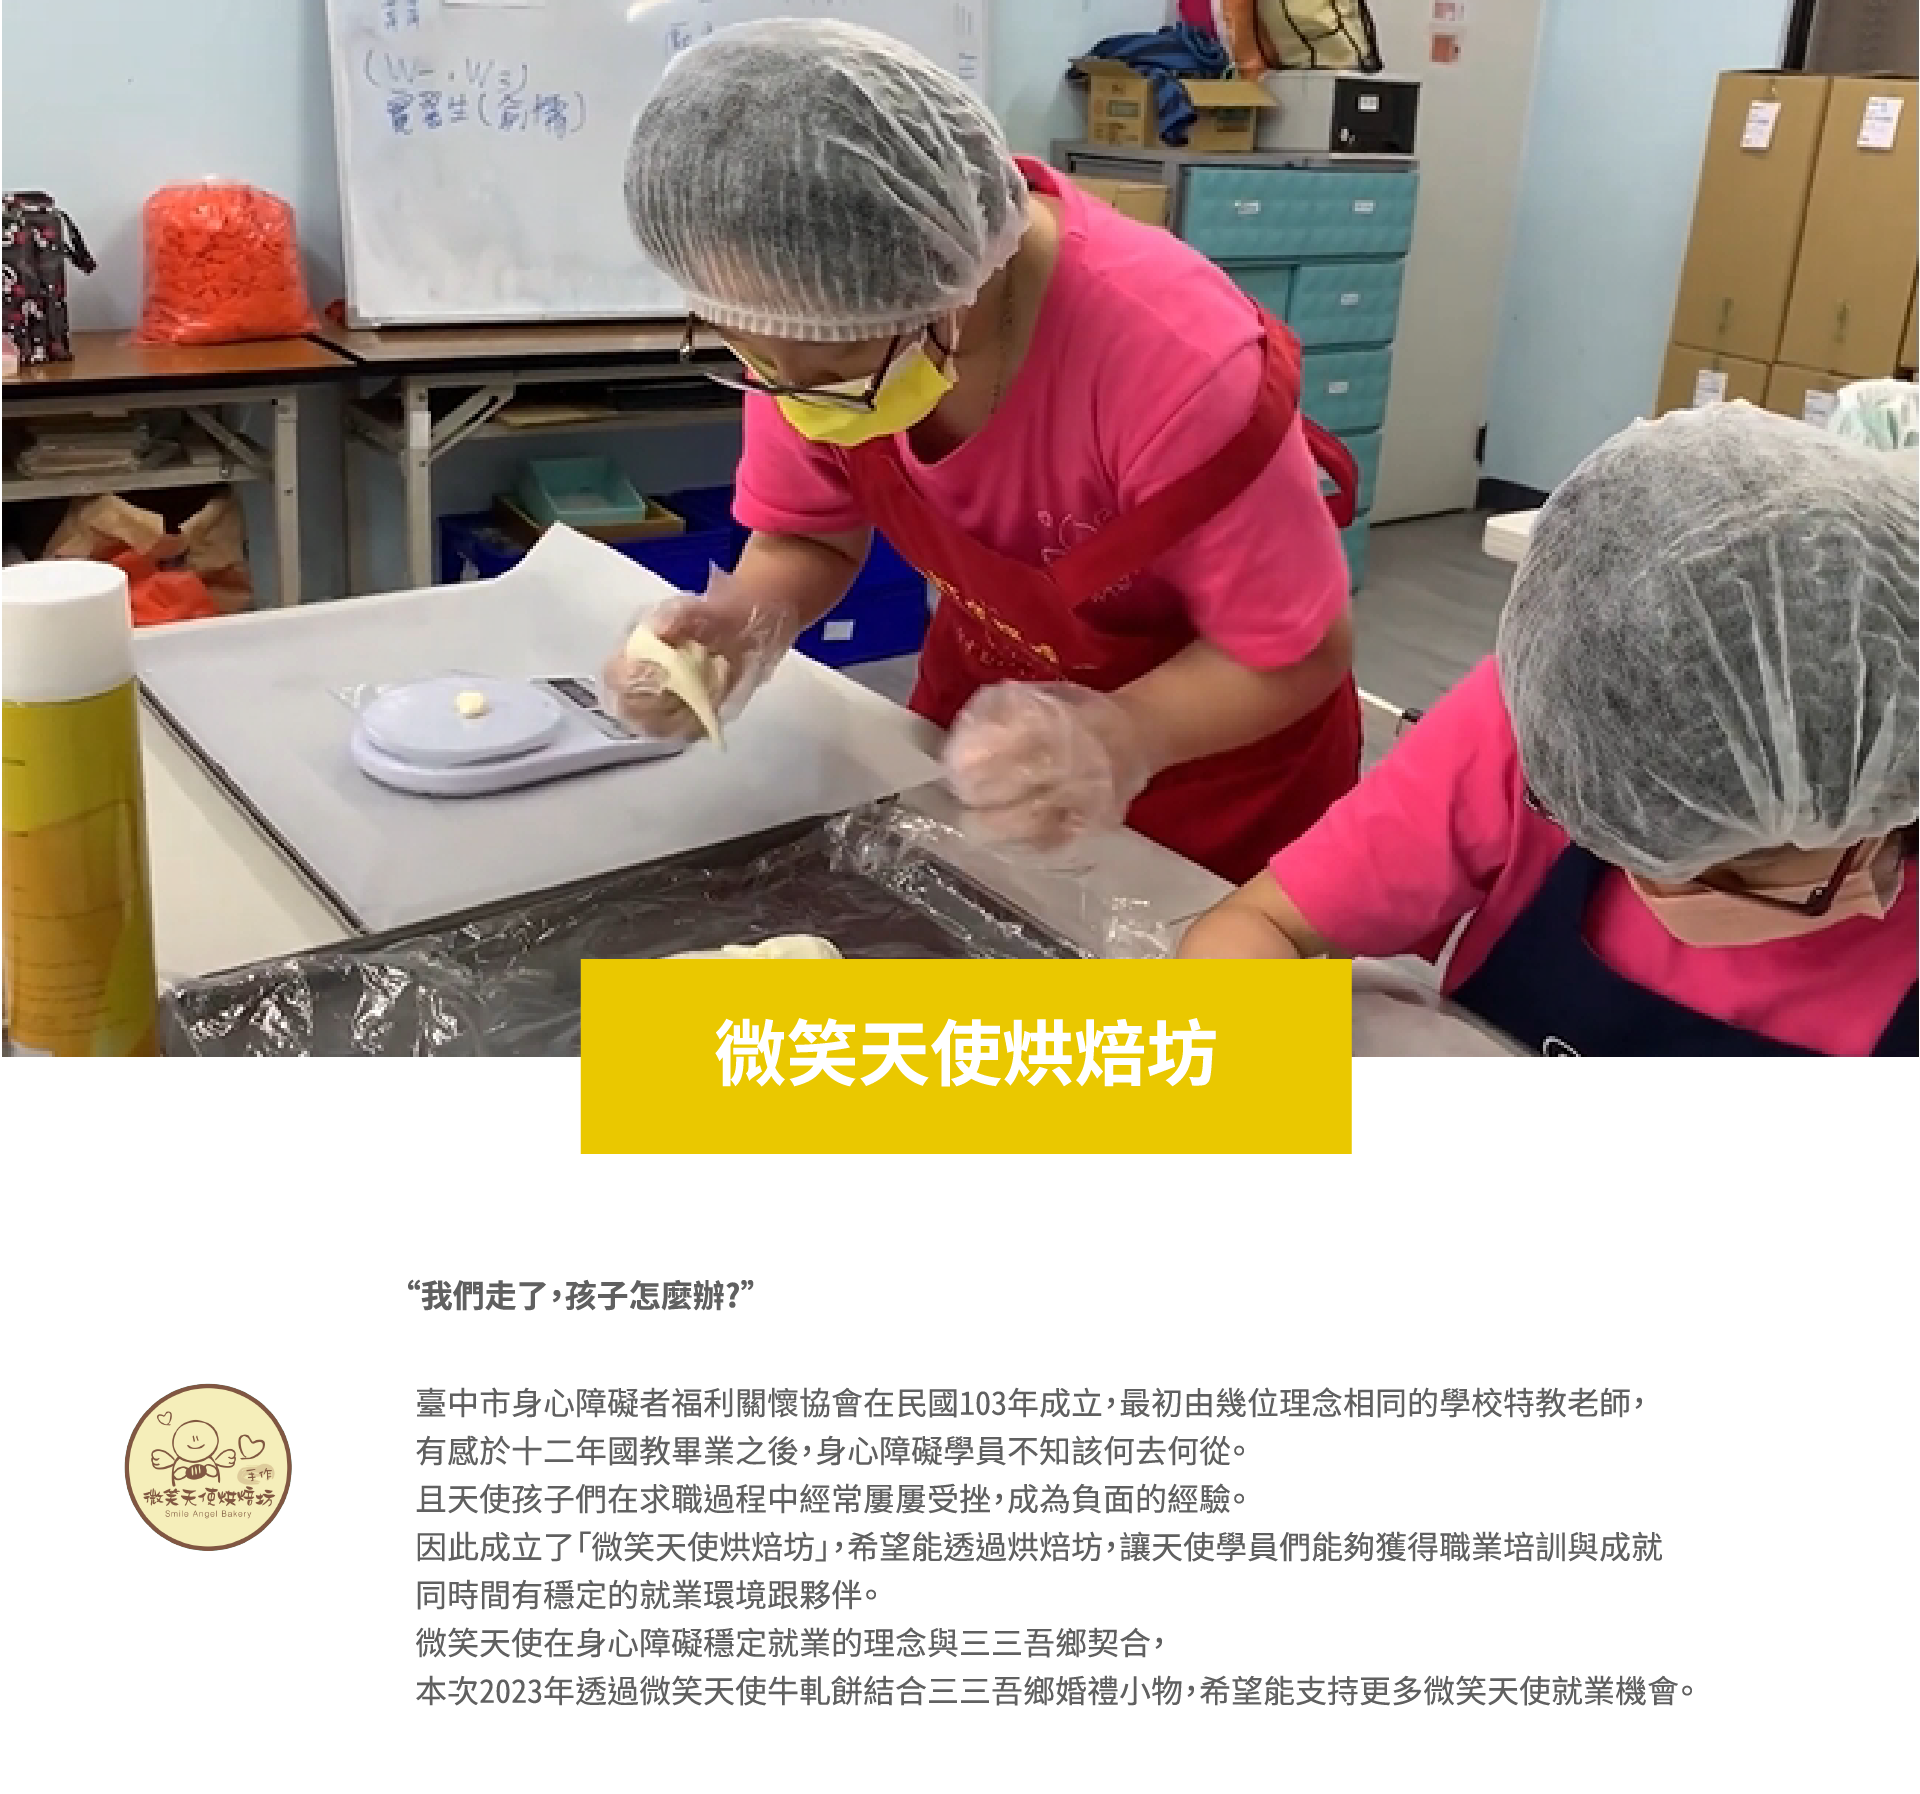 (W二,W三)
實習生(俞橋)
微笑天使烘焙坊
“我們走了，孩子怎麼辦?”
臺中市身心障礙者福利關懷協會在民國103年成立，最初由幾位理念相同的學校特教老師，
有感於十二年國教畢業之後，身心障礙學員不知該何去何從。
且天使孩子們在求職過程中經常屢屢受挫，成為負面的經驗。
因此成立了「微笑天使烘焙坊」，希望能透過烘焙坊，讓天使學員們能夠獲得職業培訓與成就
同時間有穩定的就業環境跟夥伴。
微笑天使在身心障礙穩定就業的理念與三三吾鄉契合，
本次2023年透過微笑天使牛軋餅結合三三吾鄉婚禮小物，希望能支持更多微笑天使就業機會。
手作
微笑天使烘焙坊
Smile Angel Bakery